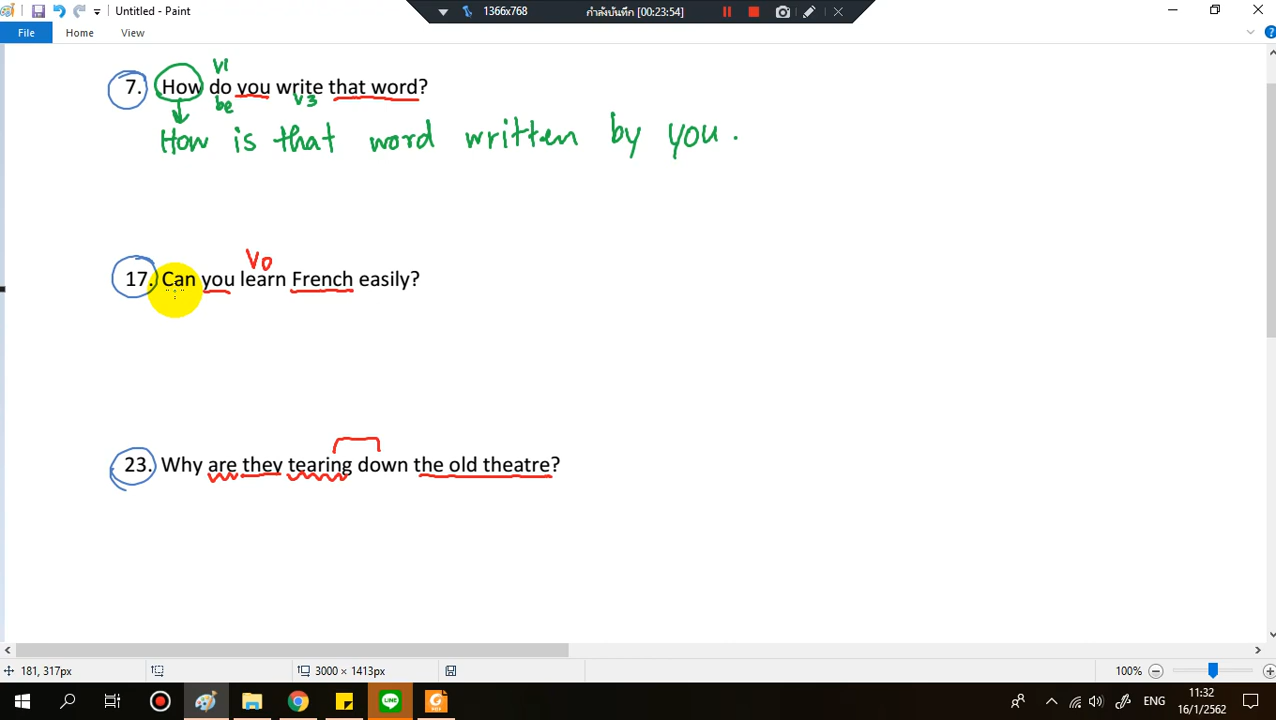 Untitled - Paint
1366x768
กำลังบันทึก [00:23:54]
File
Home
View
V1
7. How do you write that word?
be
V3
How is that word written by you.
V0
17. Can you learn French easily?
23. Why are they tearing down the old theatre?
181, 317px
3000 × 1413px
100%
LINE
PDF
ENG
11:32
16/1/2562